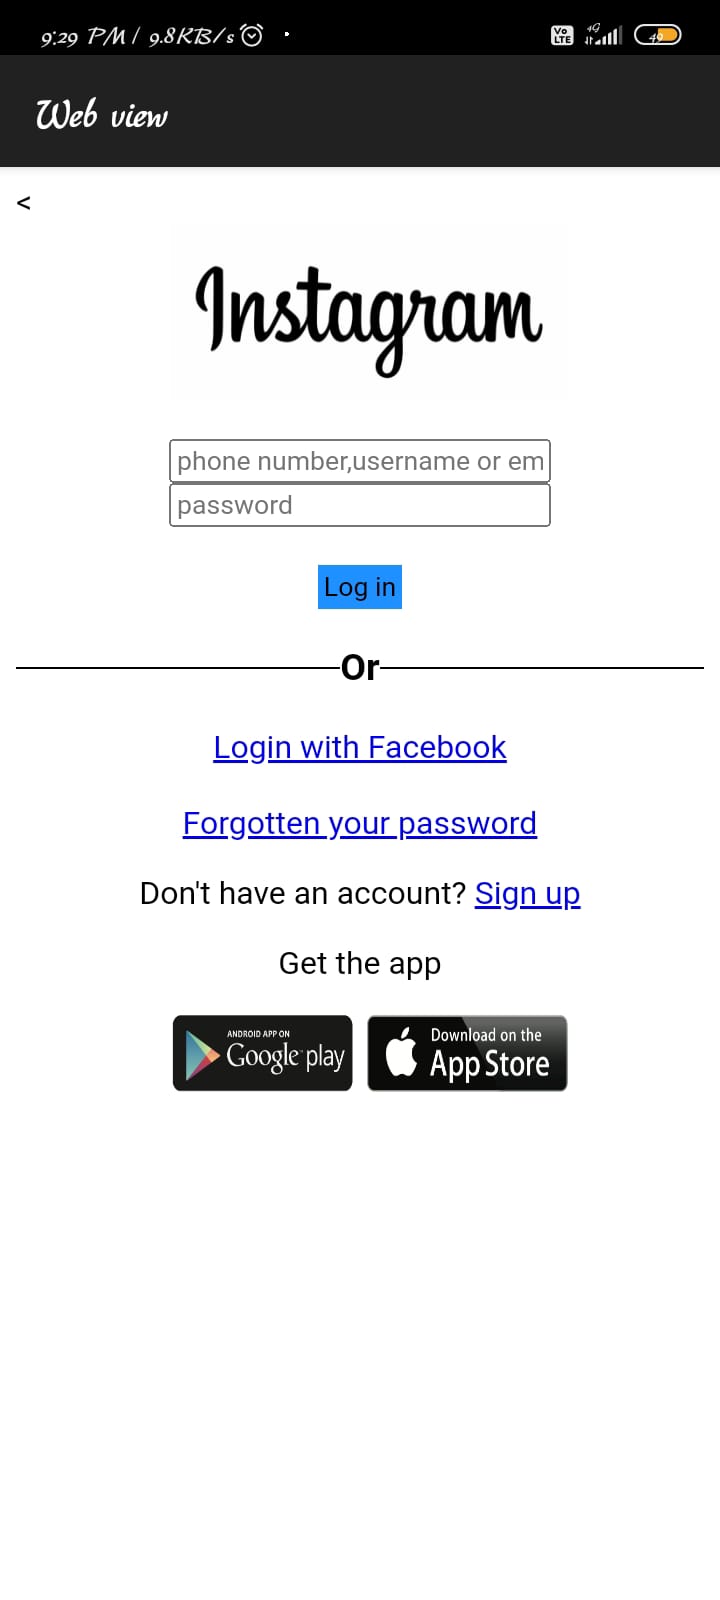 9:29 PM / 9.8KB/s
Vo LTE 4G 49
Web view
<
Instagram
phone number,username or em
password
Log in
Or
Login with Facebook
Forgotten your password
Don't have an account? Sign up
Get the app
ANDROID APP ON
Google play
Download on the
App Store